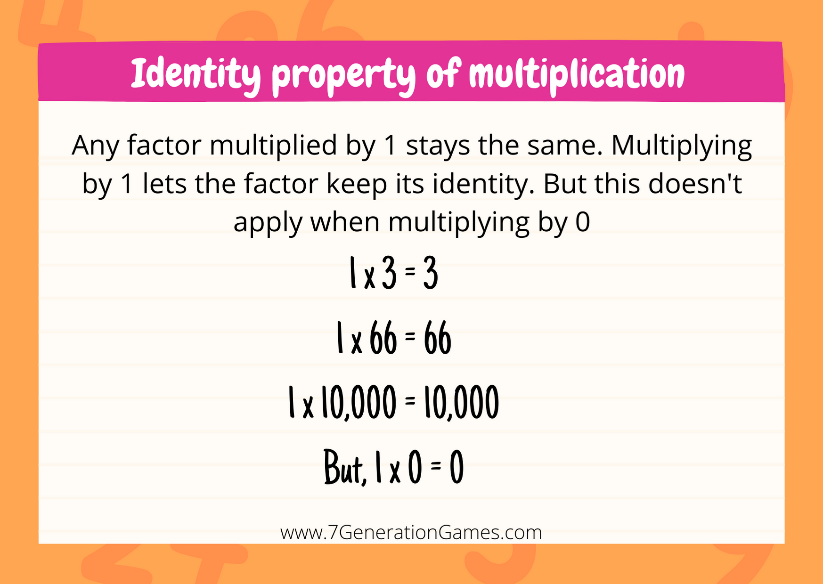 Identity property of multiplication
Any factor multiplied by 1 stays the same. Multiplying
by 1 lets the factor keep its identity. But this doesn't
apply when multiplying by 0
1 x 3 = 3
1 x 66 = 66
1 x 10,000 = 10,000
But, 1 x 0 = 0
www.7GenerationGames.com